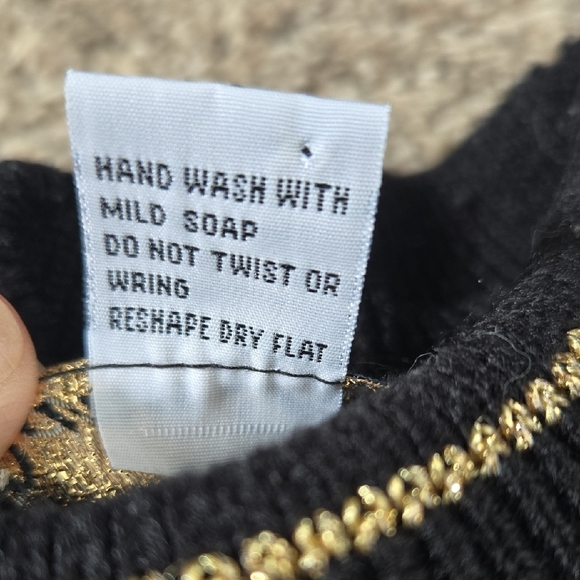 HAND WASH WITH
MILD SOAP
DO NOT TWIST OR
WRING
RESHAPE DRY FLAT